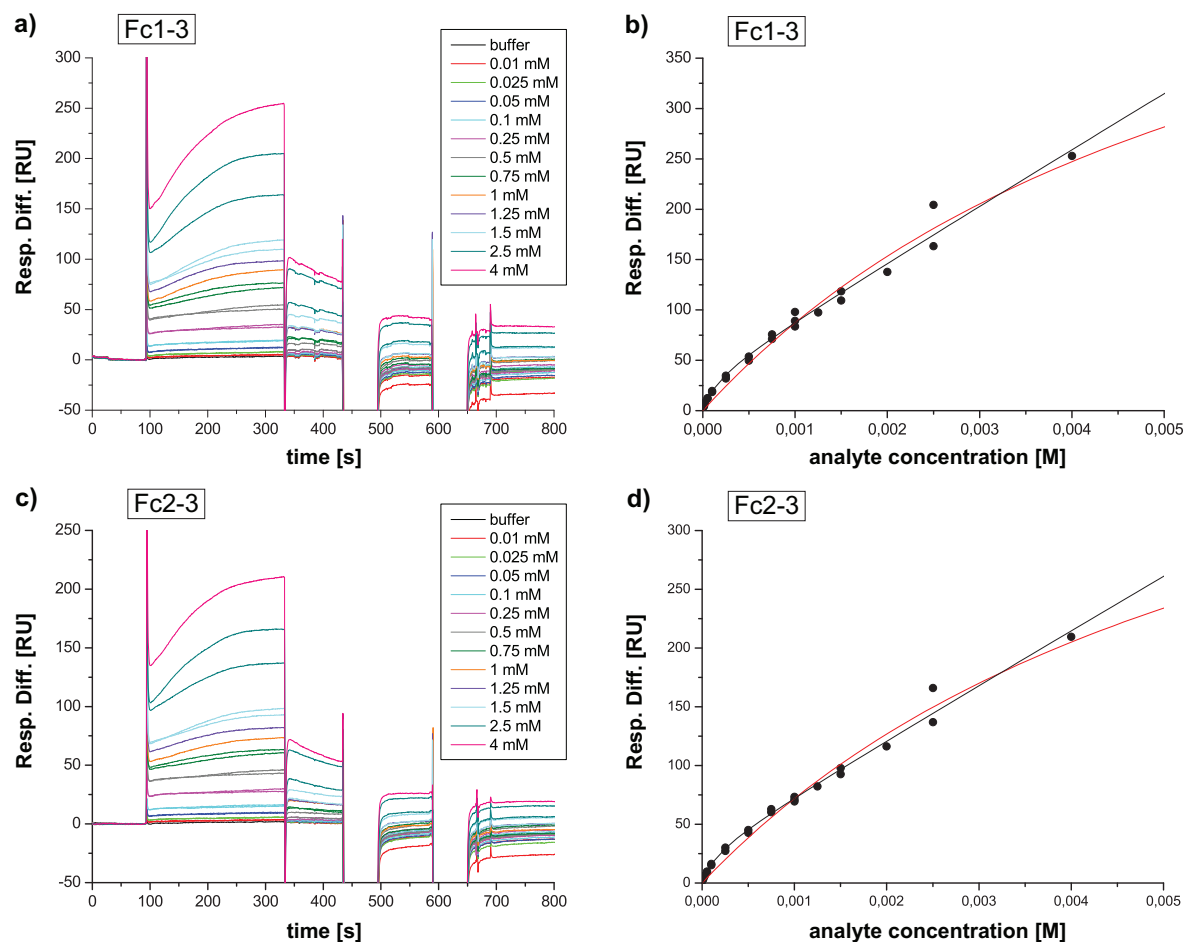 a)
Fc1-3
Resp. Diff. [RU]
300
250
200
150
100
50
0
-50
0
100
200
300
400
500
600
700
800
time [s]
buffer
0.01 mM
0.025 mM
0.05 mM
0.1 mM
0.25 mM
0.5 mM
0.75 mM
1 mM
1.25 mM
1.5 mM
2.5 mM
4 mM
b)
Fc1-3
Resp. Diff. [RU]
350
300
250
200
150
100
50
0
0,000
0,001
0,002
0,003
0,004
0,005
analyte concentration [M]
c)
Fc2-3
Resp. Diff. [RU]
250
200
150
100
50
0
-50
0
100
200
300
400
500
600
700
800
time [s]
buffer
0.01 mM
0.025 mM
0.05 mM
0.1 mM
0.25 mM
0.5 mM
0.75 mM
1 mM
1.25 mM
1.5 mM
2.5 mM
4 mM
d)
Fc2-3
Resp. Diff. [RU]
300
250
200
150
100
50
0
0,000
0,001
0,002
0,003
0,004
0,005
analyte concentration [M]